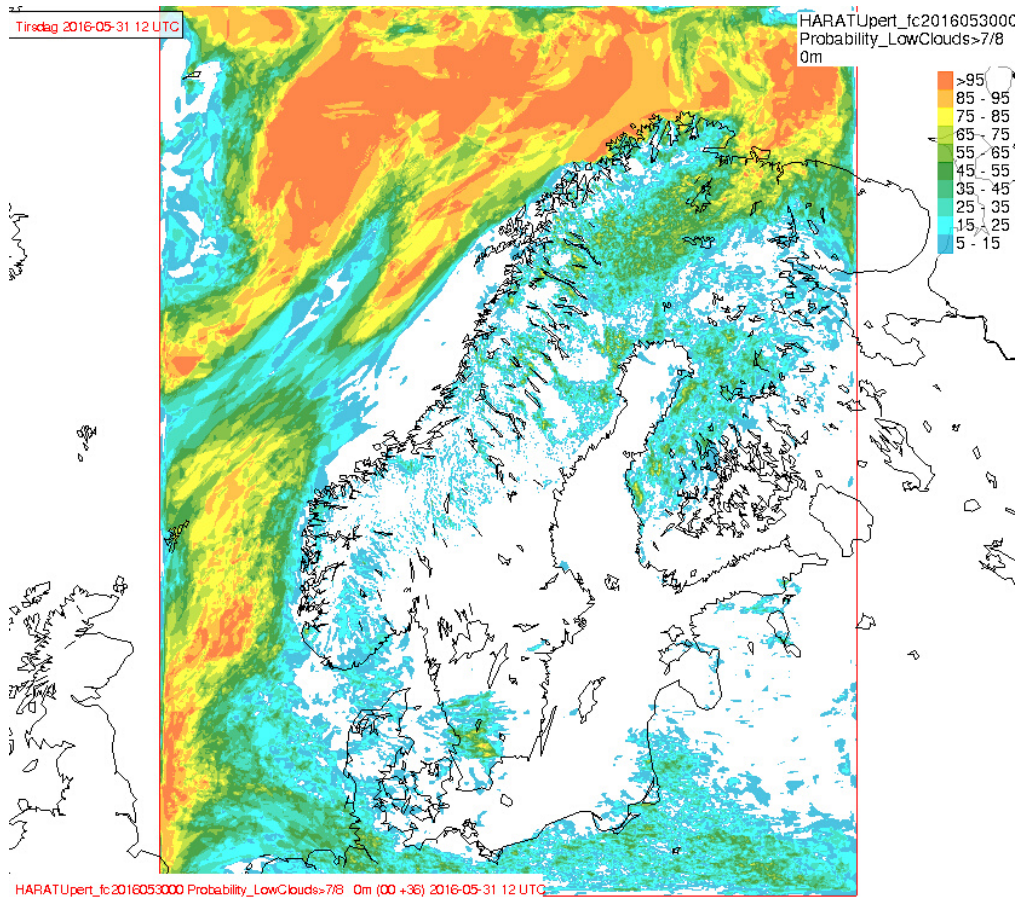 Tirsdag 2016-05-31 12 UTC
HARATUpert_fc2016053000
Probability_LowClouds>7/8
0m
>95
85 - 95
75 - 85
65 - 75
55 - 65
45 - 55
35 - 45
25 - 35
15 - 25
5 - 15
HARATUpert_fc2016053000 Probability_LowClouds>7/8 0m (00 +36) 2016-05-31 12 UTC